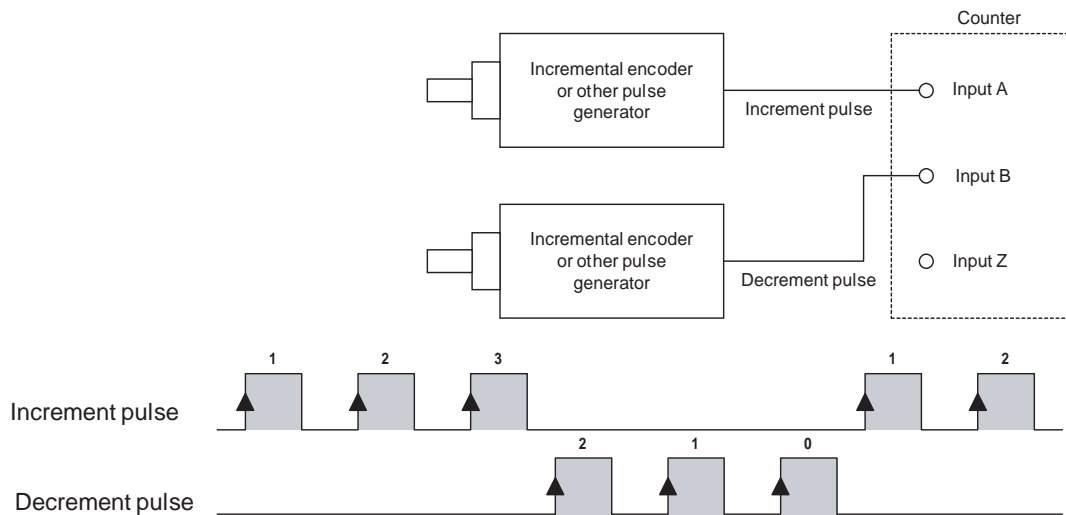 Counter
Incremental encoder
or other pulse
generator
Increment pulse
Input A
Input B
Incremental encoder
or other pulse
generator
Decrement pulse
Input Z
1 2 3 1 2
Increment pulse
2 1 0
Decrement pulse